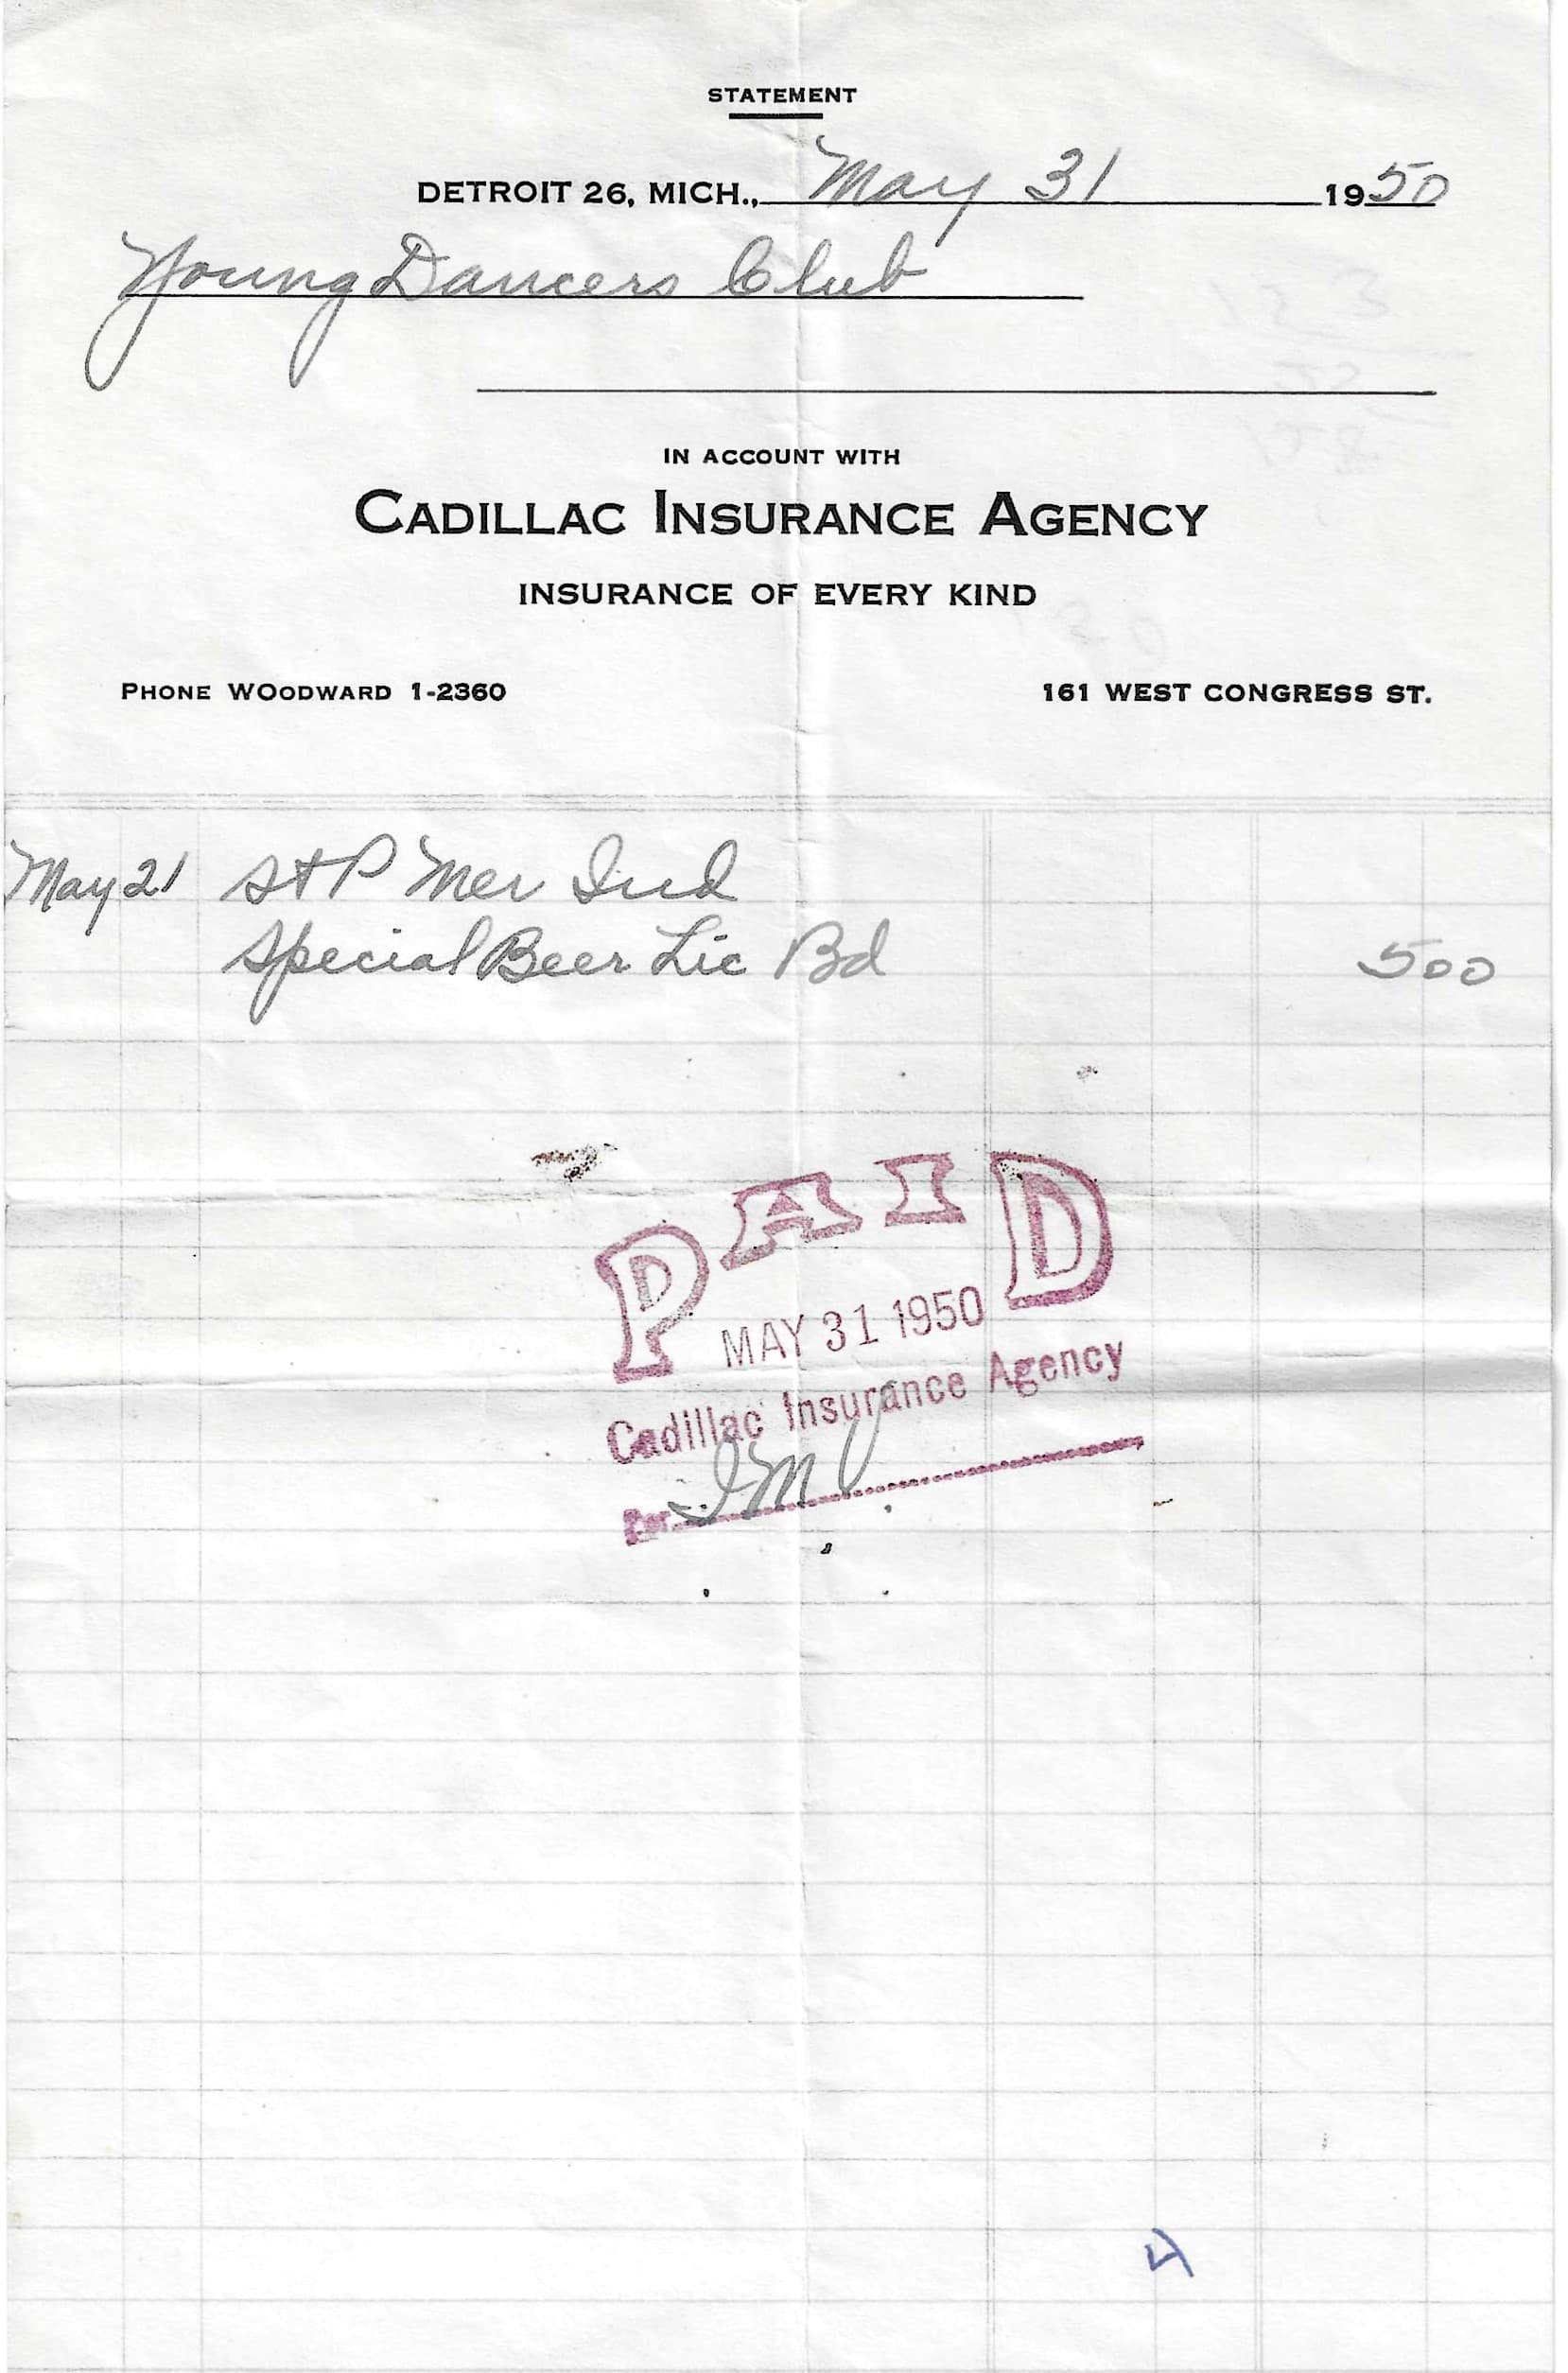 STATEMENT
DETROIT 26, MICH., May 31 1950
Young Dancers Club
IN ACCOUNT WITH
CADILLAC INSURANCE AGENCY
INSURANCE OF EVERY KIND
PHONE WOODWARD 1-2360 161 WEST CONGRESS ST.
May 21 St P Mer Ind
Special Beer Lic Bd 500
PAID
MAY 31 1950
Cadillac Insurance Agency
Per